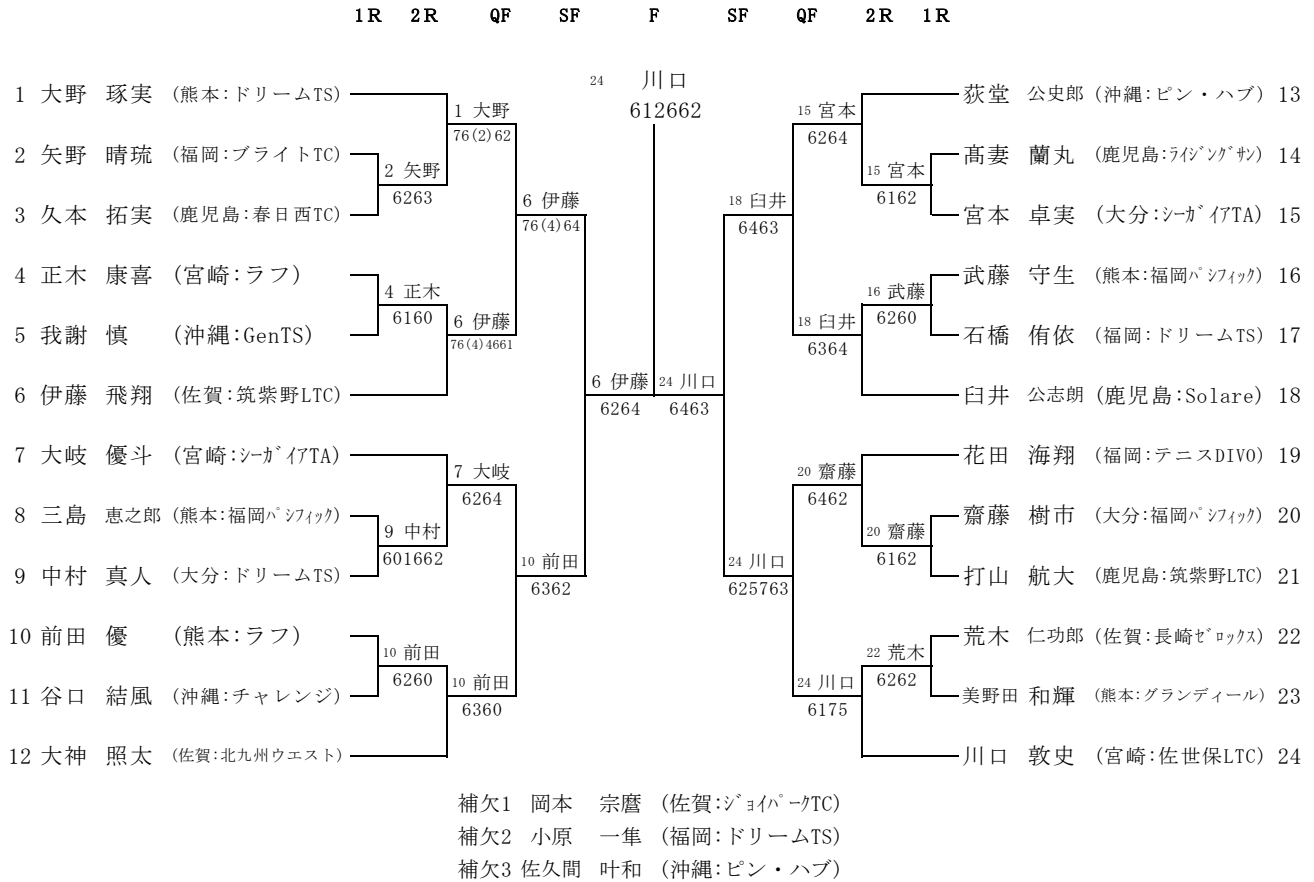 1R 2R QF SF F SF QF 2R 1R
24 川口
612662
1 大野 琢実 (熊本:ドリームTS)
2 矢野 晴琉 (福岡:ブライトTC)
3 久本 拓実 (鹿児島:春日西TC)
4 正木 康喜 (宮崎:ラフ)
5 我謝 慎 (沖縄:GenTS)
6 伊藤 飛翔 (佐賀:筑紫野LTC)
7 大岐 優斗 (宮崎:シーガイアTA)
8 三島 恵之郎 (熊本:福岡パシフィック)
9 中村 真人 (大分:ドリームTS)
10 前田 優 (熊本:ラフ)
11 谷口 結風 (沖縄:チャレンジ)
12 大神 照太 (佐賀:北九州ウエスト)
2 矢野
6263
4 正木
6160
9 中村
601662
10 前田
6260
1 大野
76(2)62
6 伊藤
76(4)4661
7 大岐
6264
10 前田
6360
6 伊藤
76(4)64
10 前田
6362
6 伊藤
6264
24 川口
6463
18 臼井
6463
24 川口
625763
15 宮本
6264
18 臼井
6364
20 齋藤
6462
24 川口
6175
15 宮本
6162
16 武藤
6260
20 齋藤
6162
22 荒木
6262
荻堂 公史郎 (沖縄:ピン・ハブ) 13
髙妻 蘭丸 (鹿児島:ライジングサン) 14
宮本 卓実 (大分:シーガイアTA) 15
武藤 守生 (熊本:福岡パシフィック) 16
石橋 侑依 (福岡:ドリームTS) 17
臼井 公志朗 (鹿児島:Solare) 18
花田 海翔 (福岡:テニスDIVO) 19
齋藤 樹市 (大分:福岡パシフィック) 20
打山 航大 (鹿児島:筑紫野LTC) 21
荒木 仁功郎 (佐賀:長崎ゼロックス) 22
美野田 和輝 (熊本:グランディール) 23
川口 敦史 (宮崎:佐世保LTC) 24
補欠1 岡本 宗麿 (佐賀:ジョイパークTC)
補欠2 小原 一隼 (福岡:ドリームTS)
補欠3 佐久間 叶和 (沖縄:ピン・ハブ)